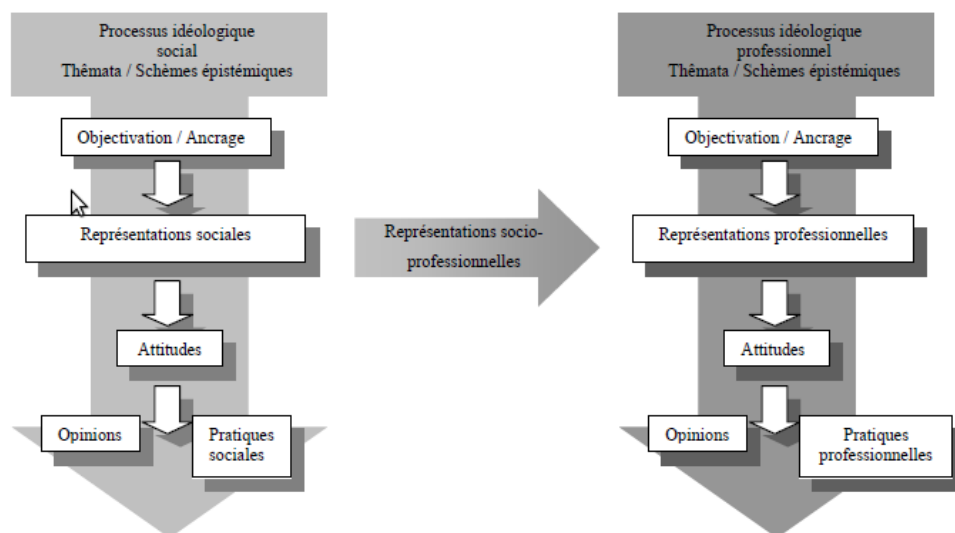 Processus idéologique
social
Thêmata / Schèmes épistémiques
Objectivation / Ancrage
Représentations sociales
Attitudes
Opinions
Pratiques
sociales
Représentations socio-
professionnelles
Processus idéologique
professionnel
Thêmata / Schèmes épistémiques
Objectivation / Ancrage
Représentations professionnelles
Attitudes
Opinions
Pratiques
professionnelles